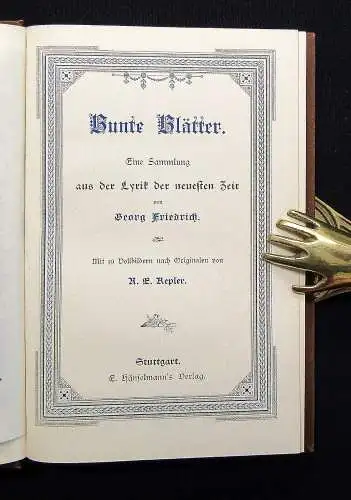 Bunte Blätter.
Eine Sammlung
aus der Lyrik der neuesten Zeit
von
Georg Friedrich.
Mit 10 Vollbildern nach Originalen von
R. E. Kepler.
Stuttgart.
E. Hänselmann's Verlag.